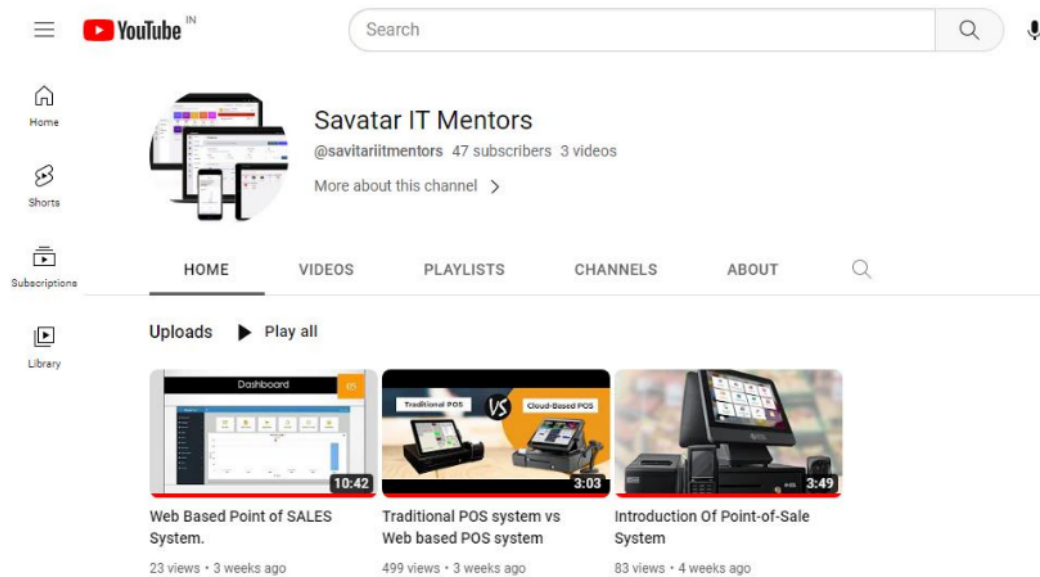 YouTube IN
Search
Home
Shorts
Subscriptions
Library
Savatar IT Mentors
@savitariitmentors 47 subscribers 3 videos
More about this channel >
HOME VIDEOS PLAYLISTS CHANNELS ABOUT
Uploads Play all
Dashboard
10:42
Traditional POS VS Cloud-Based POS
3:03
3:49
Web Based Point of SALES
System.
23 views • 3 weeks ago
Traditional POS system vs
Web based POS system
499 views • 3 weeks ago
Introduction Of Point-of-Sale
System
83 views • 4 weeks ago